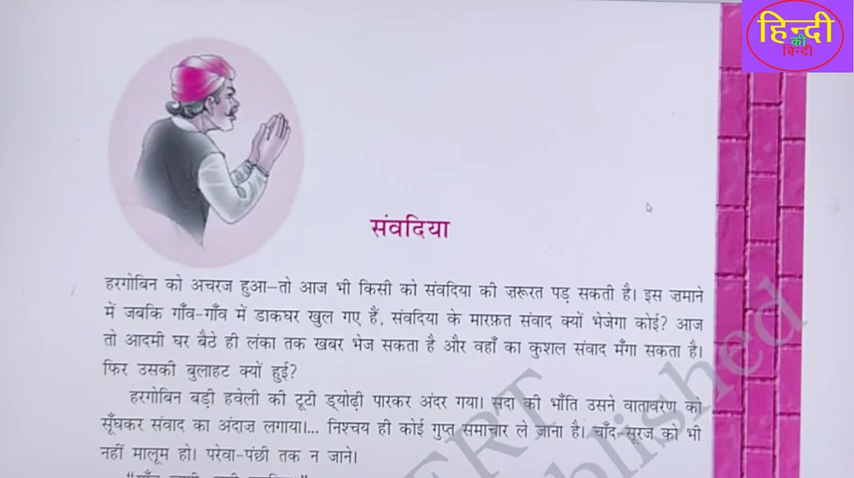 हिन्दी
की
बिन्दी
संवदिया
हरगोबिन को अचरज हुआ–तो आज भी किसी को संवदिया की ज़रूरत पड़ सकती है। इस ज़माने
में जबकि गाँव-गाँव में डाकघर खुल गए हैं, संवदिया के मारफ़त संवाद क्यों भेजेगा कोई? आज
तो आदमी घर बैठे ही लंका तक खबर भेज सकता है और वहाँ का कुशल संवाद मँगा सकता है।
फिर उसकी बुलाहट क्यों हुई?
हरगोबिन बड़ी हवेली की टूटी ड्योढ़ी पारकर अंदर गया। सदा की भाँति उसने वातावरण को
सूँघकर संवाद का अंदाज़ लगाया।... निश्चय ही कोई गुप्त समाचार ले जाना है। चाँद-सूरज को भी
नहीं मालूम हो। परेवा-पंछी तक न जाने।